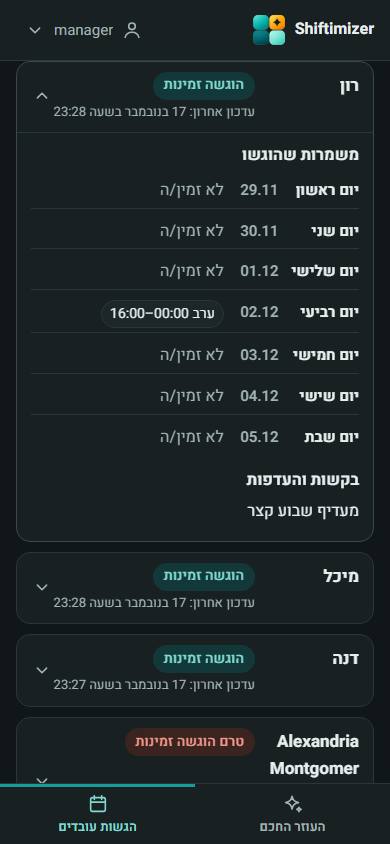 Shiftimizer
manager
רון
הוגשה זמינות
עדכון אחרון: 17 בנובמבר בשעה 23:28
משמרות שהוגשו
יום ראשון 29.11 לא זמין/ה
יום שני 30.11 לא זמין/ה
יום שלישי 01.12 לא זמין/ה
יום רביעי 02.12 ערב 16:00–00:00
יום חמישי 03.12 לא זמין/ה
יום שישי 04.12 לא זמין/ה
יום שבת 05.12 לא זמין/ה
בקשות והעדפות
מעדיף שבוע קצר
מיכל
הוגשה זמינות
עדכון אחרון: 17 בנובמבר בשעה 23:28
דנה
הוגשה זמינות
עדכון אחרון: 17 בנובמבר בשעה 23:27
Alexandria
Montgomer
טרם הוגשה זמינות
העוזר החכם
הגשות עובדים